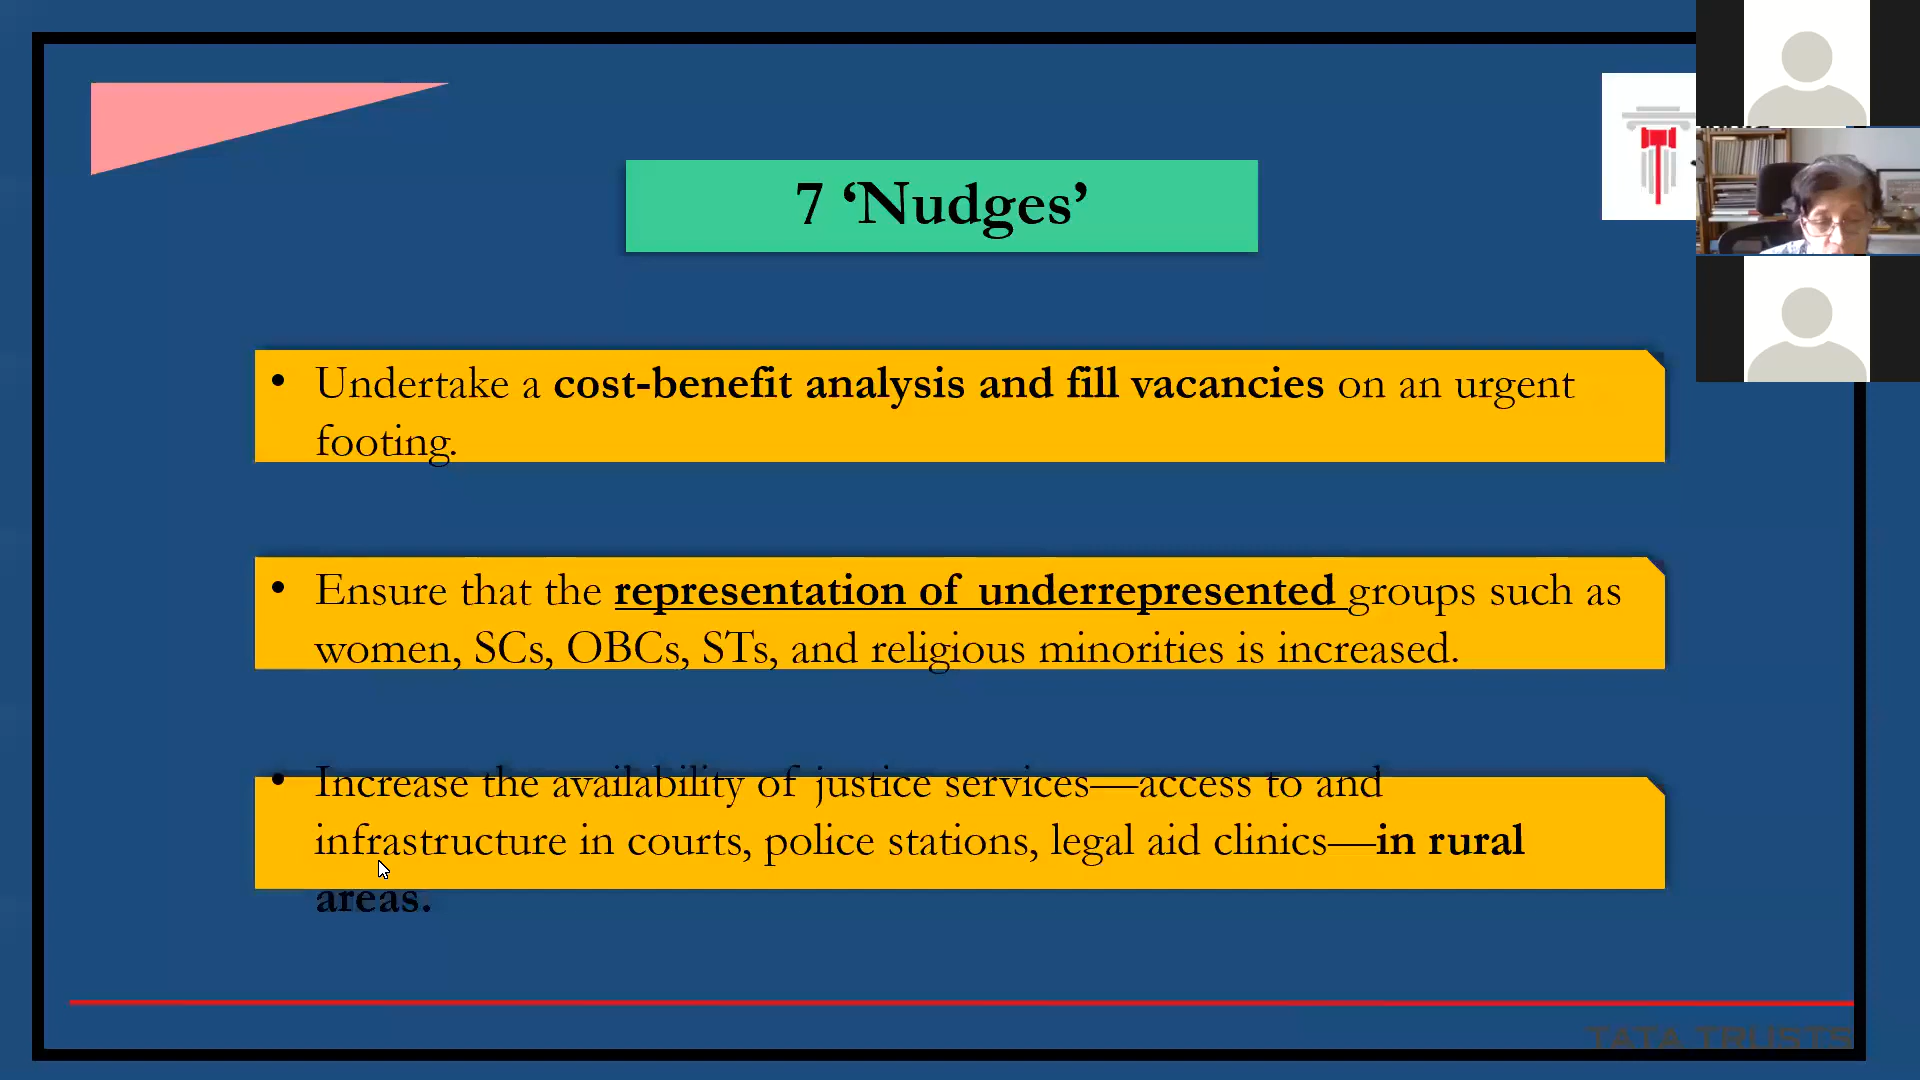 7 ‘Nudges’
• Undertake a cost-benefit analysis and fill vacancies on an urgent
footing.
• Ensure that the representation of underrepresented groups such as
women, SCs, OBCs, STs, and religious minorities is increased.
• Increase the availability of justice services—access to and
infrastructure in courts, police stations, legal aid clinics—in rural
areas.
TATA TRUSTS